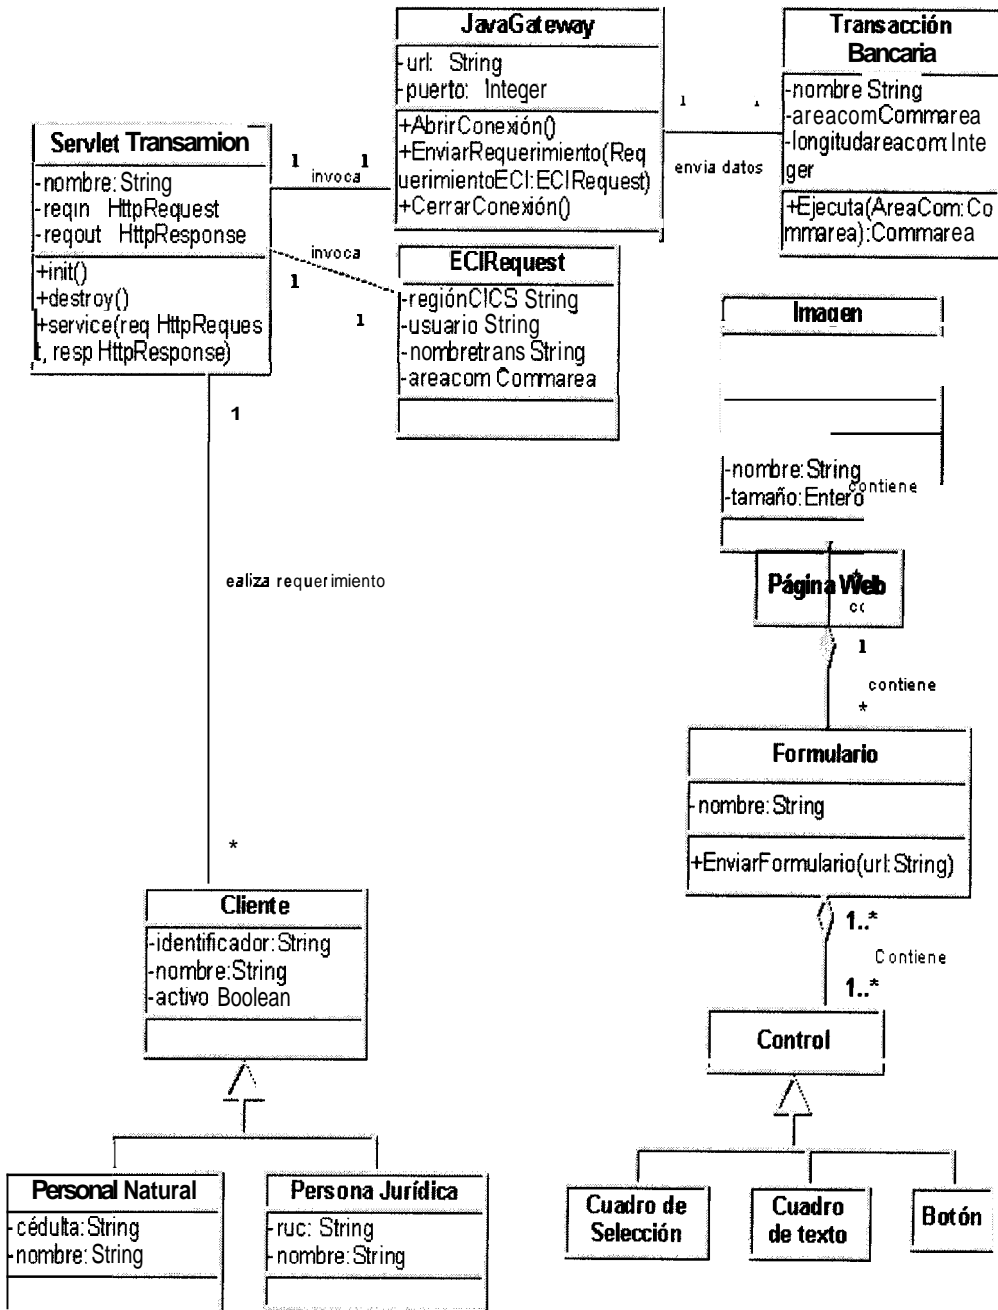 JavaGateway
-url: String
-puerto: Integer
+AbrirConexión()
+EnviarRequerimiento(Req
uerimientoECI:ECIRequest)
+CerrarConexión()
Transacción
Bancaria
-nombre String
-areacom Commarea
-longitudareacom:Inte
ger
+Ejecuta(AreaCom:Co
mmarea):Commarea
1
envia datos
Servlet Transamion
-nombre:String
-reqin HttpRequest
-reqout HttpResponse
+init()
+destroy()
+service(req HttpReques
t, resp HttpResponse)
1 1
invoca
invoca
1
1
ECIRequest
-regiónCICS String
-usuario String
-nombretrans String
-areacom Commarea
Imagen
-nombre:String
-tamaño:Entero
contiene
1
ealiza requerimiento
*
Página Web
*
cc
1
contiene
*
Formulario
-nombre:String
+EnviarFormulario(url:String)
1..*
Contiene
1..*
Control
Cliente
-identificador:String
-nombre:String
-activo Boolean
Personal Natural
-cédulta:String
-nombre:String
Persona Jurídica
-ruc: String
-nombre:String
Cuadro de
Selección
Cuadro
de texto
Botón